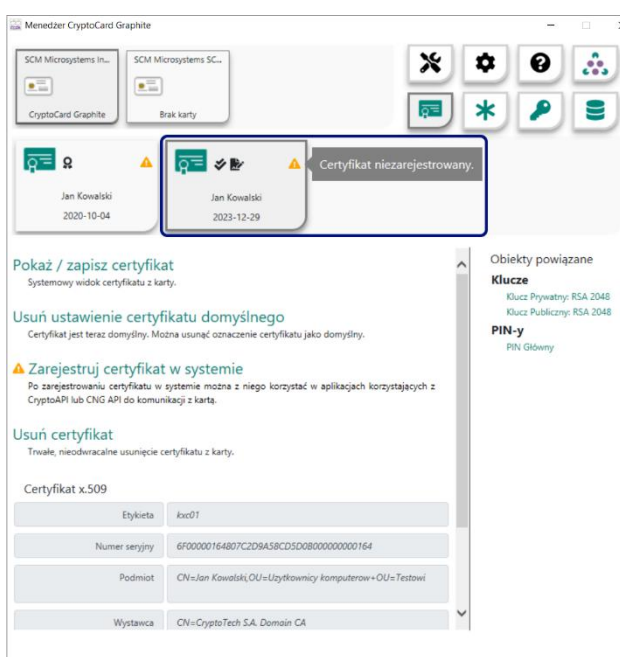 Menedżer CryptoCard Graphite
SCM Microsystems In...
CryptoCard Graphite
SCM Microsystems SC...
Brak karty
Jan Kowalski
2020-10-04
Jan Kowalski
2023-12-29
Certyfikat niezarejestrowany.
Pokaż / zapisz certyfikat
Systemowy widok certyfikatu z karty.
Usuń ustawienie certyfikatu domyślnego
Certyfikat jest teraz domyślny. Można usunąć oznaczenie certyfikatu jako domyślny.
Zarejestruj certyfikat w systemie
Po zarejestrowaniu certyfikatu w systemie można z niego korzystać w aplikacjach korzystających z
CryptoAPI lub CNG API do komunikacji z kartą.
Usuń certyfikat
Trwałe, nieodwracalne usunięcie certyfikatu z karty.
Certyfikat x.509
Etykieta kxc01
Numer seryjny 6F00000164807C2D9A58CD5D0B000000000164
Podmiot CN=Jan Kowalski,OU=Uzytkownicy komputerow+OU=Testowi
Wystawca CN=CryptoTech S.A. Domain CA
Obiekty powiązane
Klucze
Klucz Prywatny: RSA 2048
Klucz Publiczny: RSA 2048
PIN-y
PIN Główny